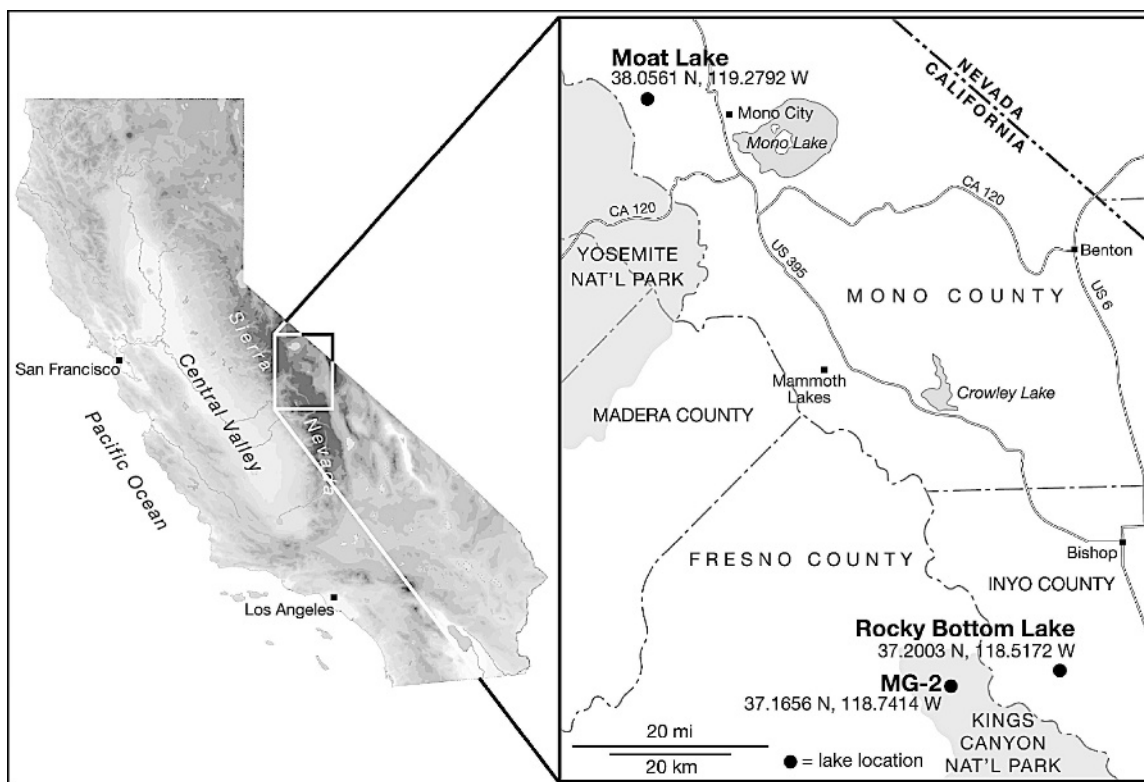 San Francisco
Pacific Ocean
Central Valley
Sierra
Nevada
Los Angeles
Moat Lake
38.0561 N, 119.2792 W
Mono City
Mono Lake
NEVADA
CALIFORNIA
CA 120
CA 120
YOSEMITE
NAT'L PARK
US 395
Benton
MONO COUNTY
US 6
Mammoth
Lakes
Crowley Lake
MADERA COUNTY
FRESNO COUNTY
Bishop
INYO COUNTY
Rocky Bottom Lake
37.2003 N, 118.5172 W
MG-2
37.1656 N, 118.7414 W
KINGS
CANYON
NAT'L PARK
20 mi
20 km
= lake location